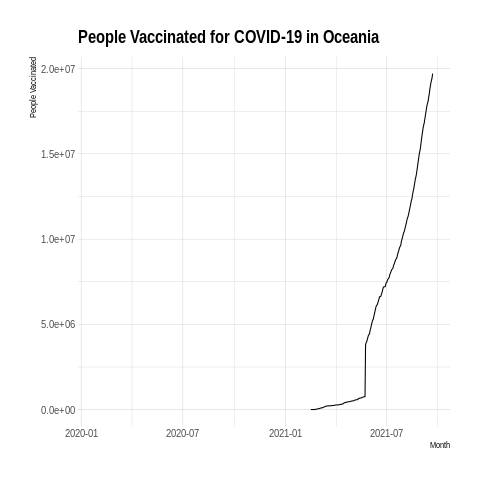 People Vaccinated for COVID-19 in Oceania
People Vaccinated
2.0e+07
1.5e+07
1.0e+07
5.0e+06
0.0e+00
2020-01
2020-07
2021-01
2021-07
Month